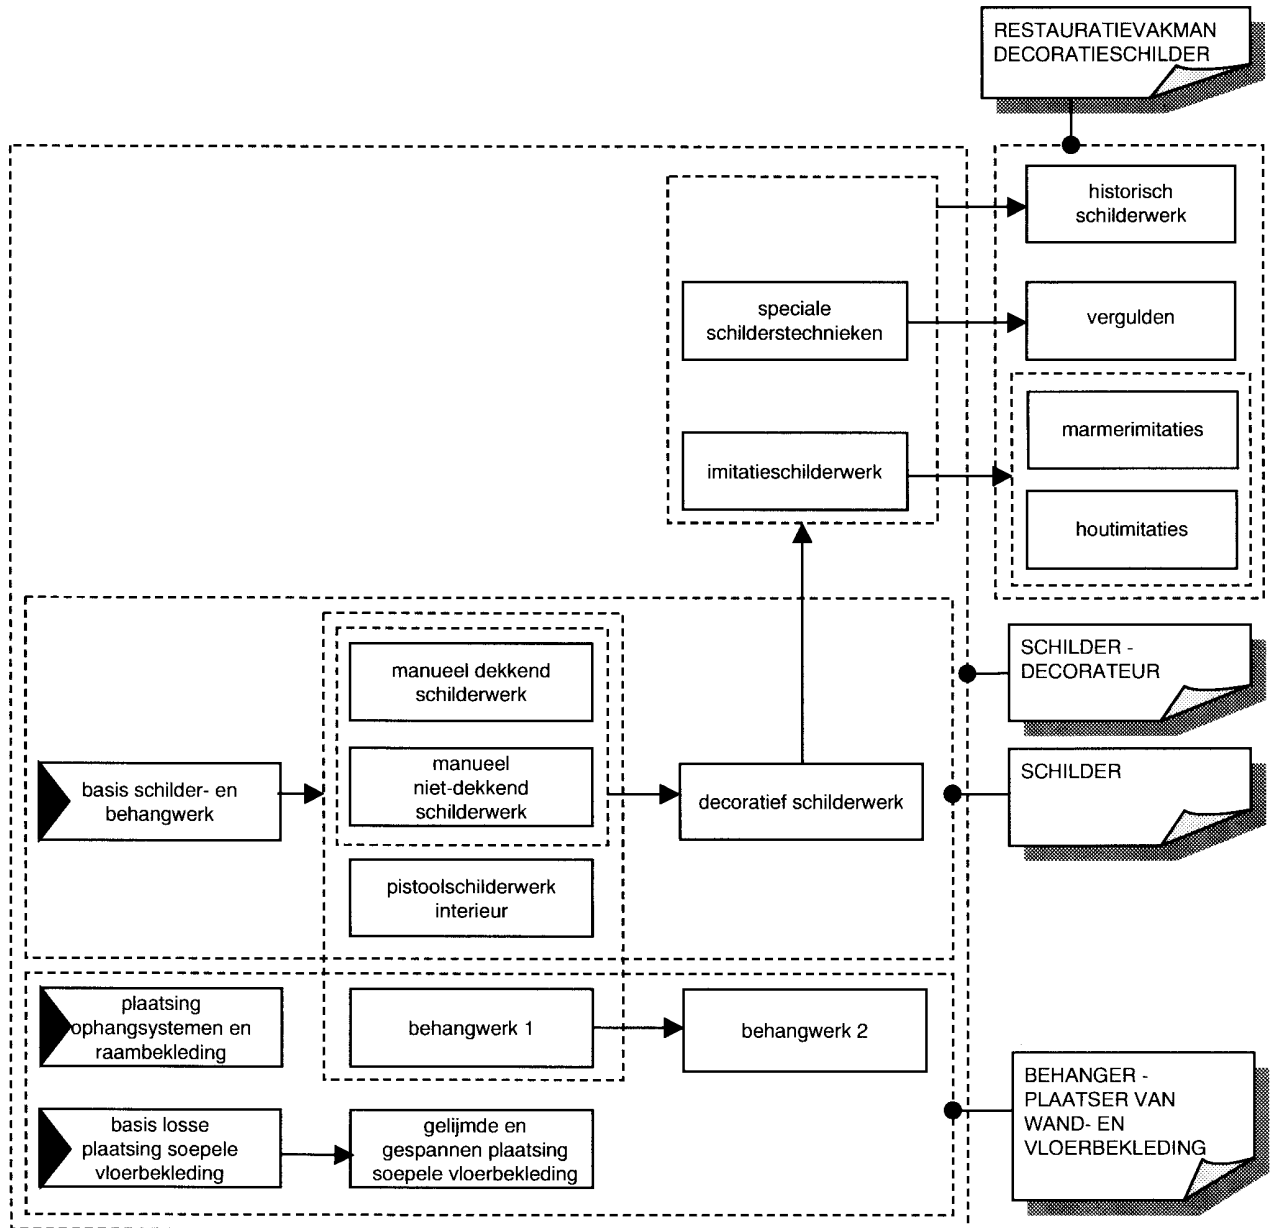 RESTAURATIEVAKMAN
DECORATIESCHILDER
historisch
schilderwerk
speciale
schilderstechnieken
vergulden
marmerimitaties
imitatieschilderwerk
houtimitaties
SCHILDER -
DECORATEUR
manueel dekkend
schilderwerk
SCHILDER
basis schilder- en
behangwerk
manueel
niet-dekkend
schilderwerk
decoratief schilderwerk
pistoolschilderwerk
interieur
plaatsing
ophangsystemen en
raambekleding
behangwerk 1
behangwerk 2
BEHANGER -
PLAATSER VAN
WAND- EN
VLOERBEKLEDING
basis losse
plaatsing soepele
vloerbekleding
gelijmde en
gespannen plaatsing
soepele vloerbekleding